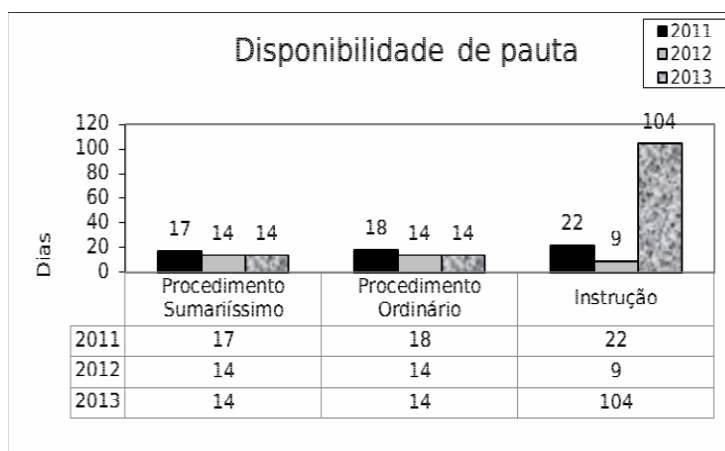 Disponibilidade de pauta
2011
2012
2013
Dias
120
100
80
60
40
20
0
17 14 14
18 14 14
22 9 104
Procedimento
Sumariíssimo
Procedimento
Ordinário
Instrução
2011 17 18 22
2012 14 14 9
2013 14 14 104